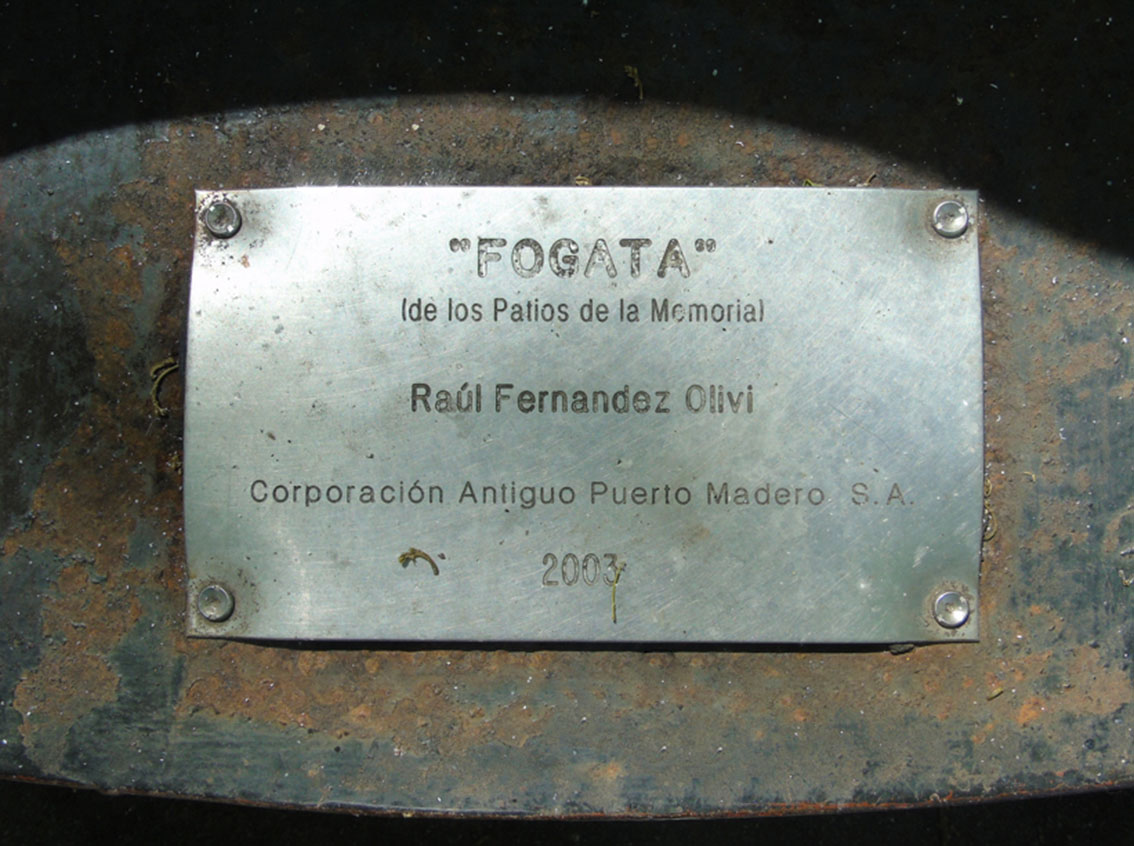 "FOGATA"
(de los Patios de la Memoria)
Raúl Fernandez Olivi
Corporación Antiguo Puerto Madero S.A.
2003